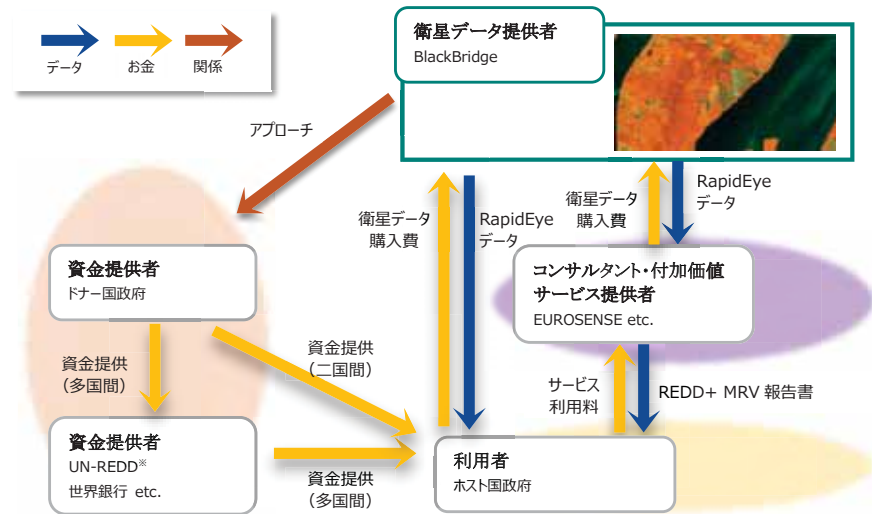 データ
お金
関係
衛星データ提供者
BlackBridge
アプローチ
衛星データ
購入費
RapidEye
データ
衛星データ
購入費
RapidEye
データ
資金提供者
ドナー国政府
コンサルタント・付加価値
サービス提供者
EUROSENSE etc.
資金提供
(多国間)
資金提供
(二国間)
サービス
利用料
REDD+ MRV 報告書
資金提供者
UN-REDD※
世界銀行 etc.
資金提供
(多国間)
利用者
ホスト国政府